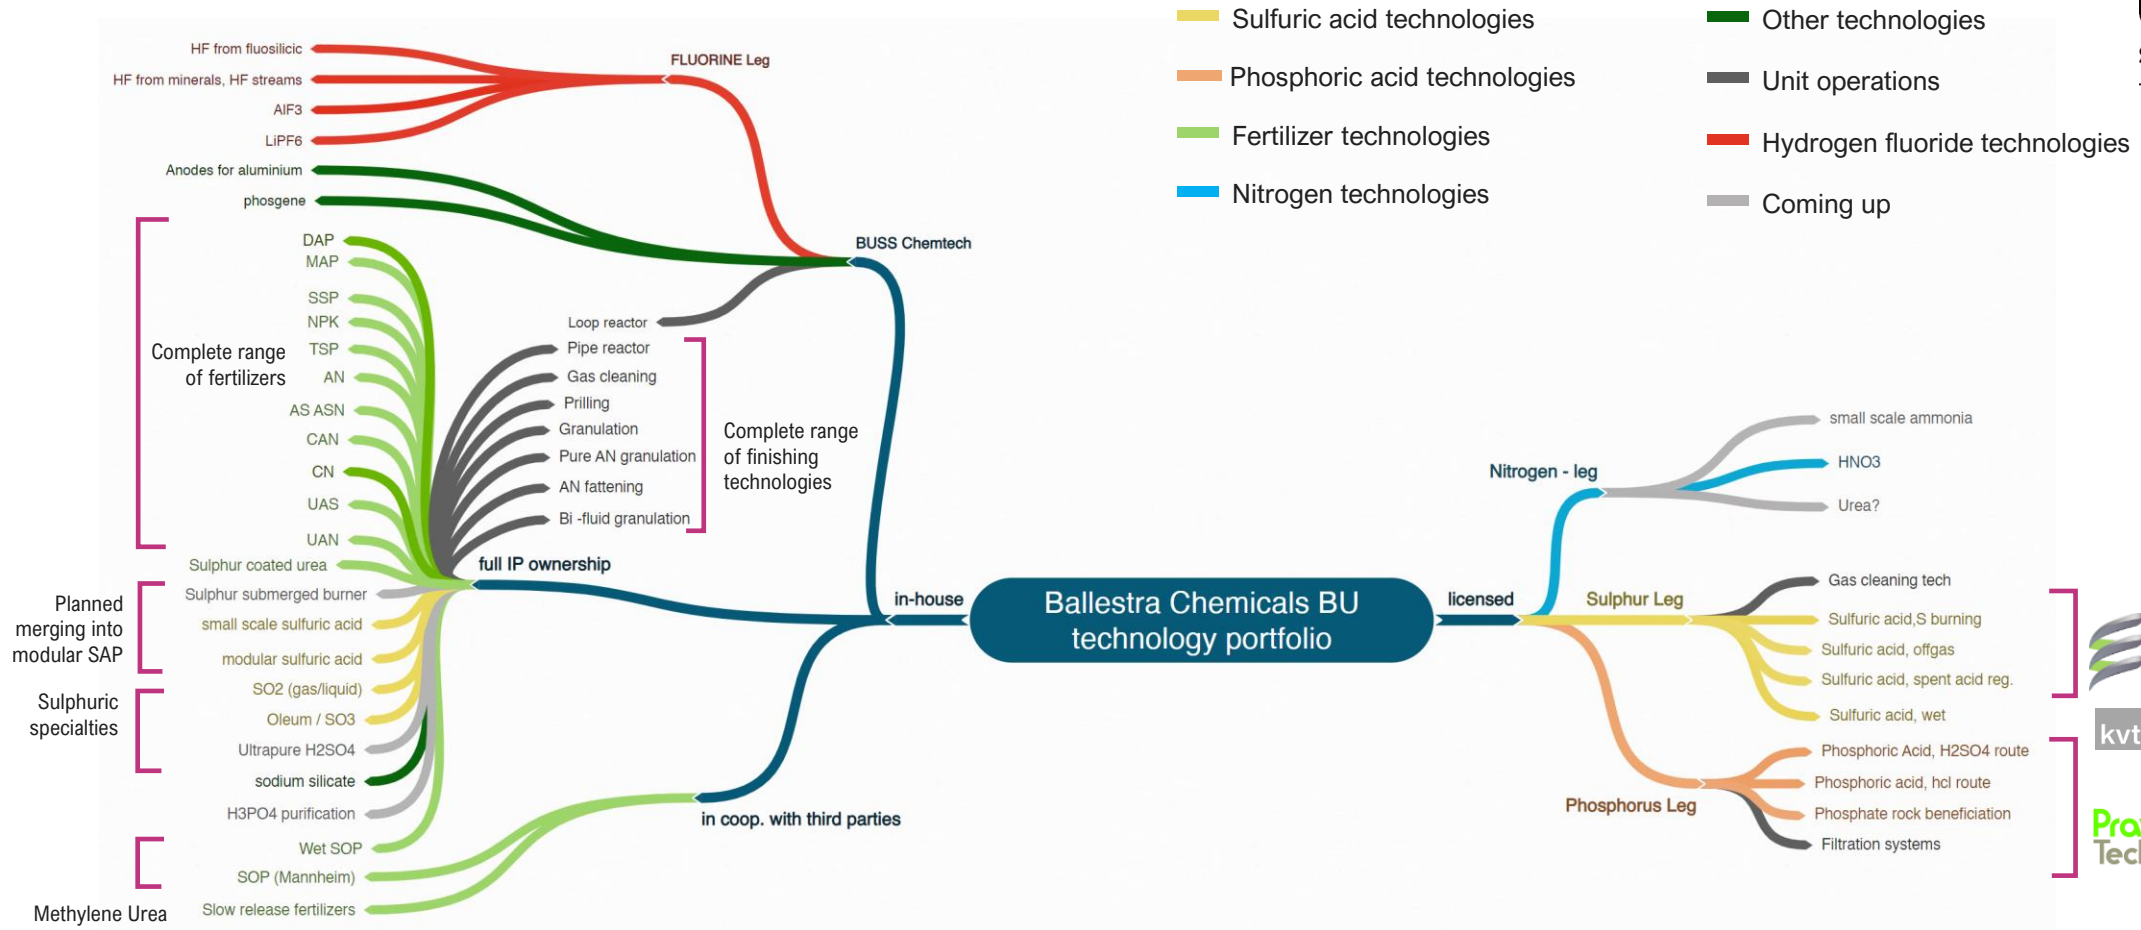 Sulfuric acid technologies
Phosphoric acid technologies
Fertilizer technologies
Nitrogen technologies
Other technologies
Unit operations
Hydrogen fluoride technologies
Coming up
HF from fluosilicic
HF from minerals, HF streams
AlF3
LiPF6
FLUORINE Leg
Anodes for aluminium
phosgene
BUSS Chemtech
Loop reactor
DAP
MAP
SSP
NPK
TSP
AN
AS ASN
CAN
CN
UAS
UAN
Complete range
of fertilizers
Pipe reactor
Gas cleaning
Prilling
Granulation
Pure AN granulation
AN fattening
Bi -fluid granulation
Complete range
of finishing
technologies
full IP ownership
Sulphur coated urea
Sulphur submerged burner
small scale sulfuric acid
modular sulfuric acid
SO2 (gas/liquid)
Oleum / SO3
Ultrapure H2SO4
sodium silicate
H3PO4 purification
Wet SOP
SOP (Mannheim)
Slow release fertilizers
Planned
merging into
modular SAP
Sulphuric
specialties
Methylene Urea
in coop. with third parties
in-house
Ballestra Chemicals BU
technology portfolio
licensed
Nitrogen - leg
small scale ammonia
HNO3
Urea?
Sulphur Leg
Gas cleaning tech
Sulfuric acid,S burning
Sulfuric acid, offgas
Sulfuric acid, spent acid reg.
Sulfuric acid, wet
Phosphorus Leg
Phosphoric Acid, H2SO4 route
Phosphoric acid, hcl route
Phosphate rock beneficiation
Filtration systems
kvt